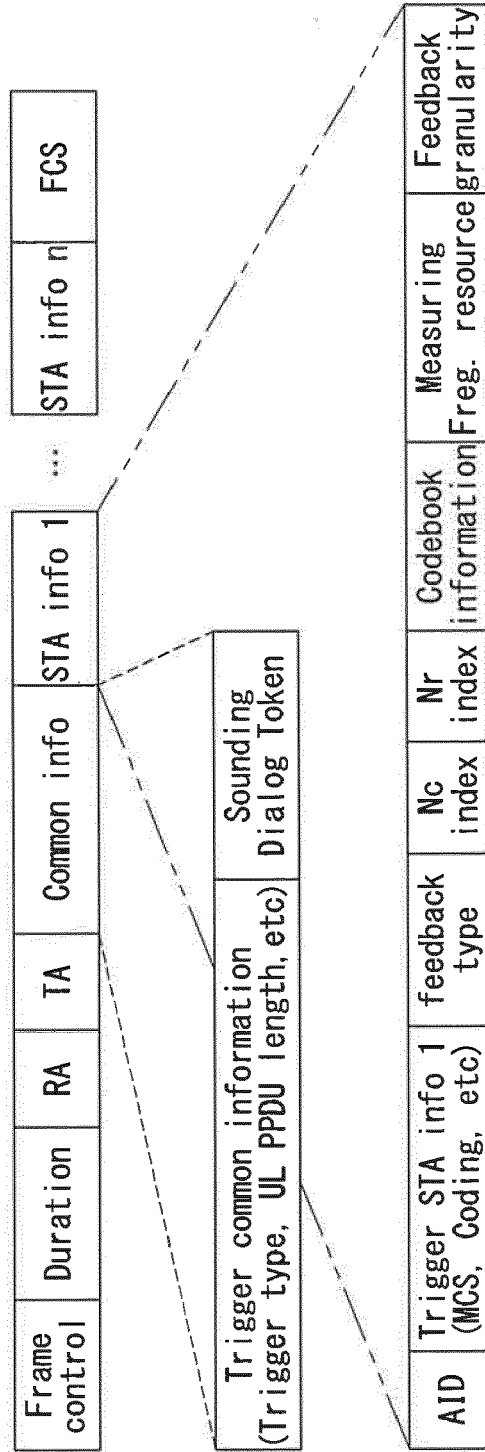 Frame
control
Duration
RA
TA
Common info
STA info 1
...
STA info n
FCS
Trigger common information
(Trigger type, UL PPDU length, etc)
Sounding
Dialog Token
AID
Trigger STA info 1
(MCS, Coding, etc)
feedback
type
Nc
index
Nr
index
Codebook
information
Measuring
Freg. resource
Feedback
granularity